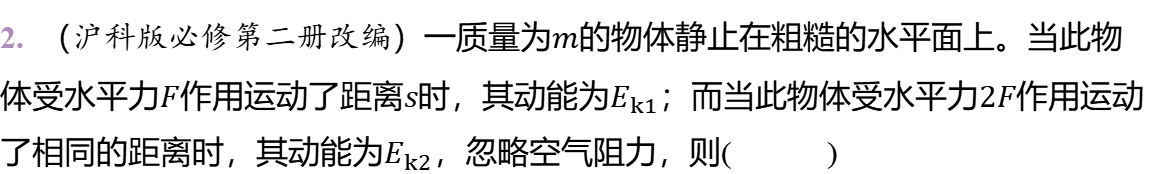 2. （沪科版必修第二册改编）一质量为m的物体静止在粗糙的水平面上。当此物
体受水平力F作用运动了距离s时，其动能为Eₖ₁；而当此物体受水平力2F作用运动
了相同的距离时，其动能为Eₖ₂，忽略空气阻力，则(　　)